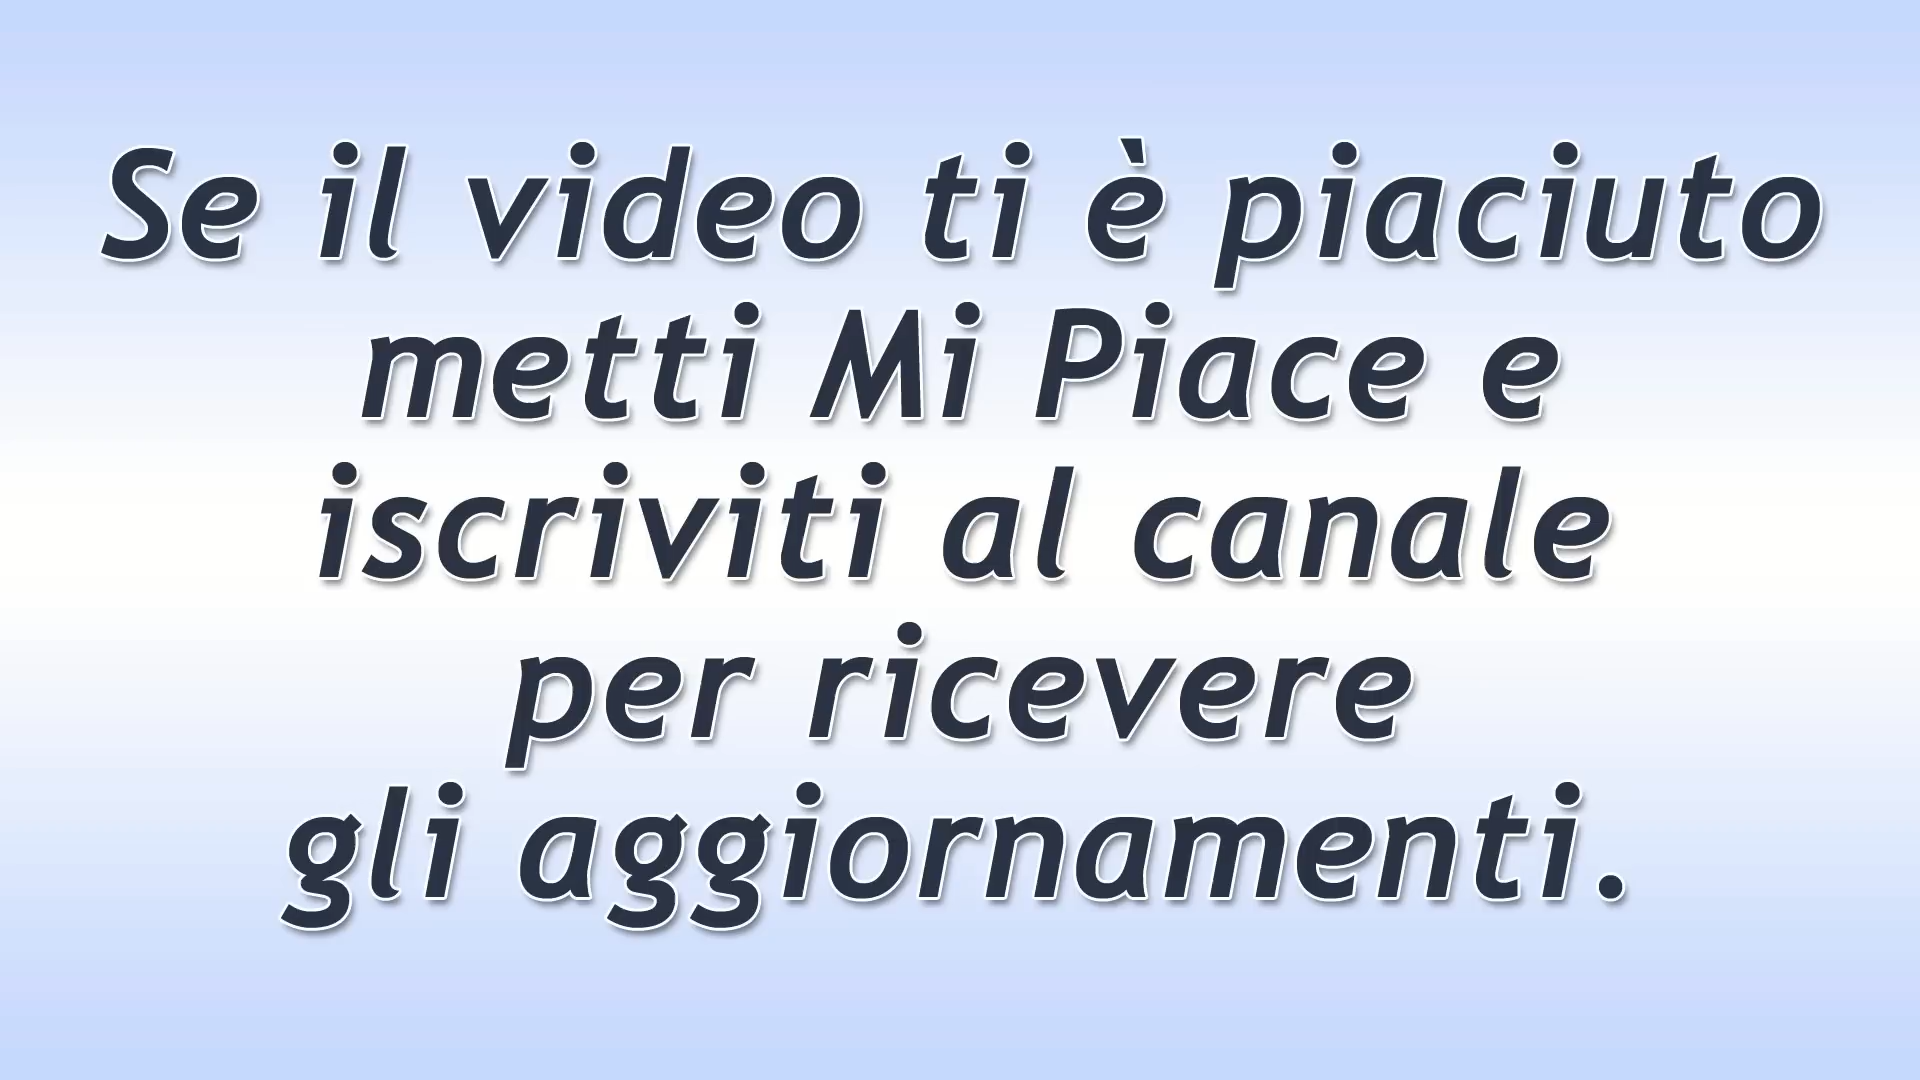 Se il video ti è piaciuto
metti Mi Piace e
iscriviti al canale
per ricevere
gli aggiornamenti.